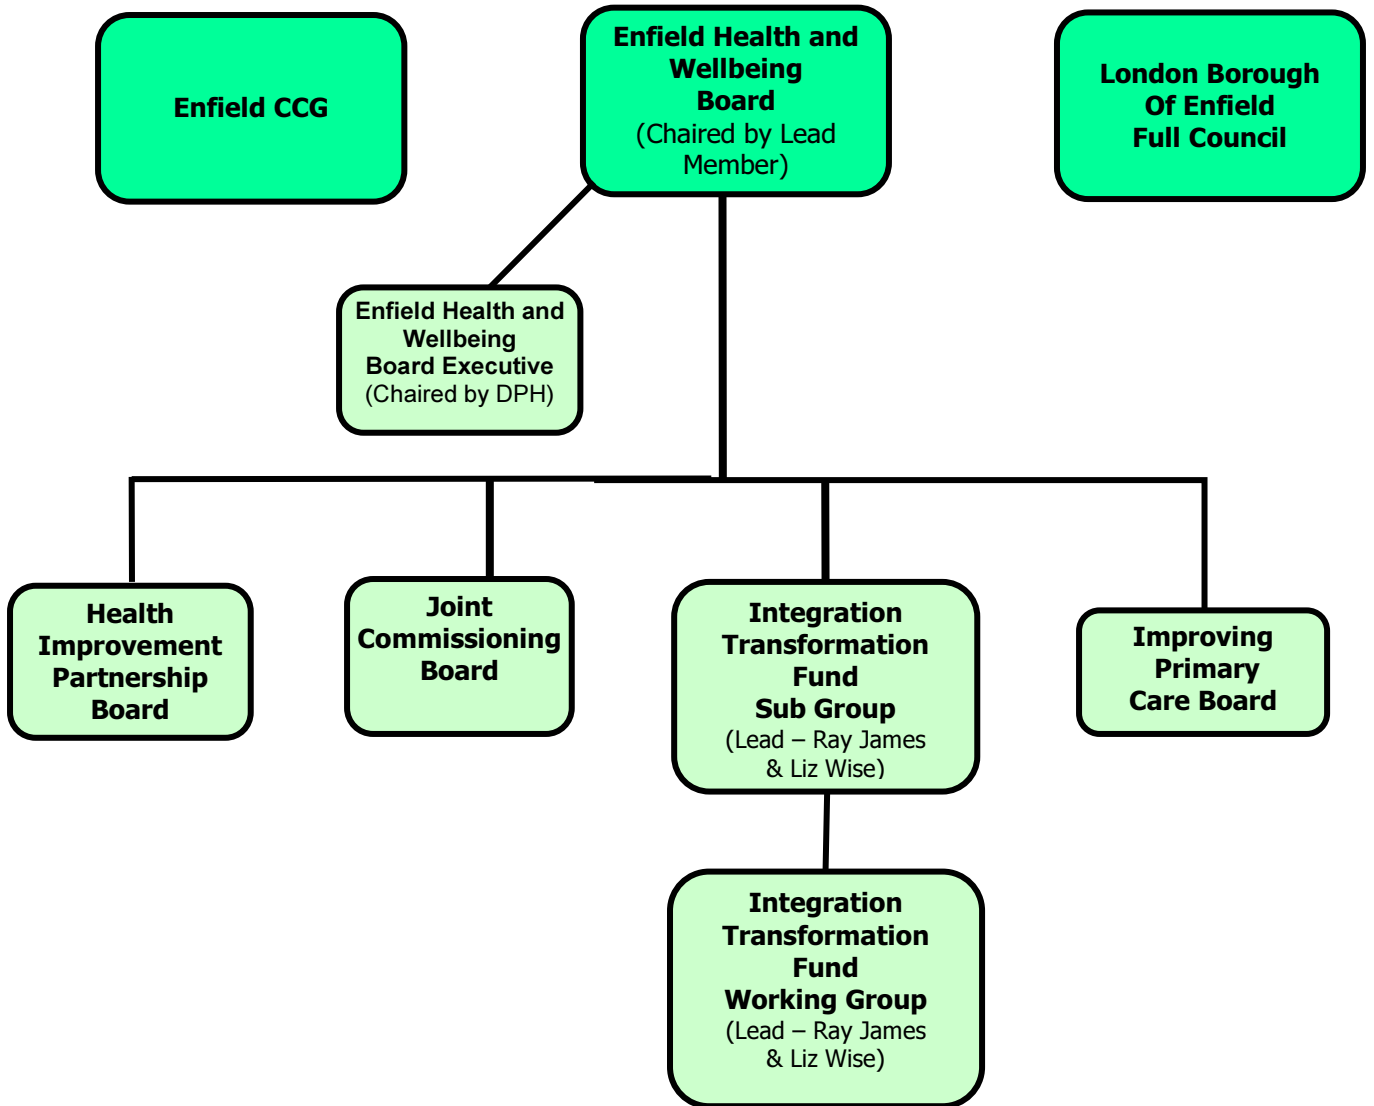 Enfield CCG
Enfield Health and
Wellbeing
Board
(Chaired by Lead
Member)
London Borough
Of Enfield
Full Council
Enfield Health and
Wellbeing
Board Executive
(Chaired by DPH)
Health
Improvement
Partnership
Board
Joint
Commissioning
Board
Integration
Transformation
Fund
Sub Group
(Lead – Ray James
& Liz Wise)
Improving
Primary
Care Board
Integration
Transformation
Fund
Working Group
(Lead – Ray James
& Liz Wise)